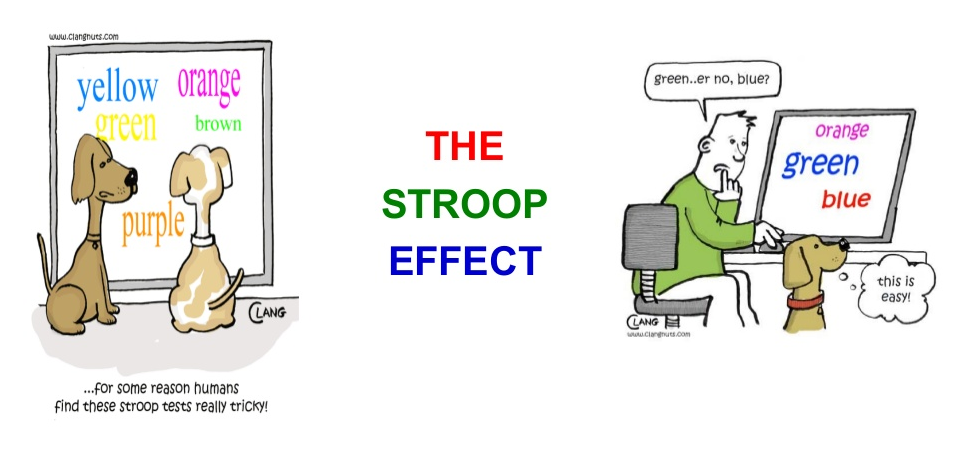 www.clangnuts.com
yellow orange
green brown
purple
CLANG
...for some reason humans
find these stroop tests really tricky!
THE
STROOP
EFFECT
green..er no, blue?
orange
green
blue
this is
easy!
CLANG
www.clangnuts.com